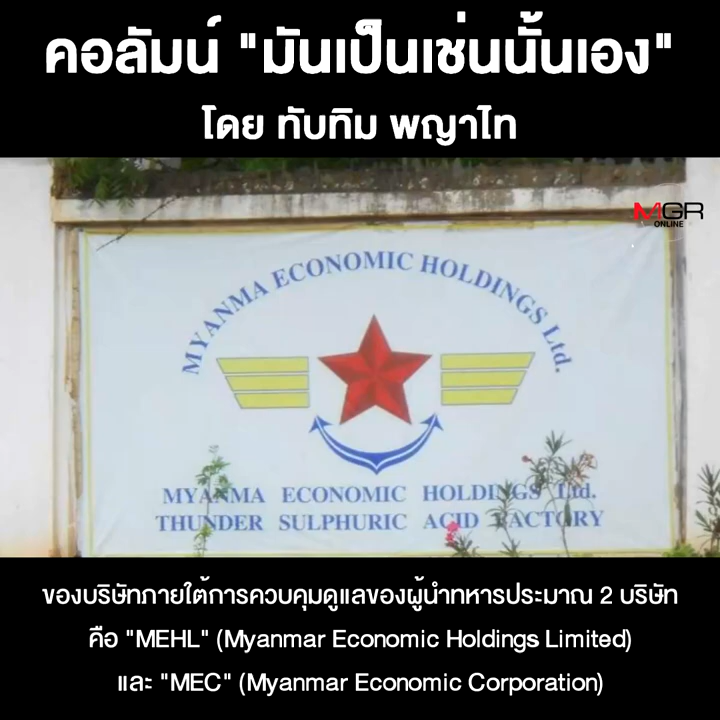 คอลัมน์ "มันเป็นเช่นนั้นเอง"
โดย ทับทิม พญาไท
MGR
ONLINE
MYANMA ECONOMIC HOLDINGS Ltd.
MYANMA ECONOMIC HOLDINGS Ltd.
THUNDER SULPHURIC ACID FACTORY
ของบริษัทภายใต้การควบคุมดูแลของผู้นำทหารประมาณ 2 บริษัท
คือ "MEHL" (Myanmar Economic Holdings Limited)
และ "MEC" (Myanmar Economic Corporation)